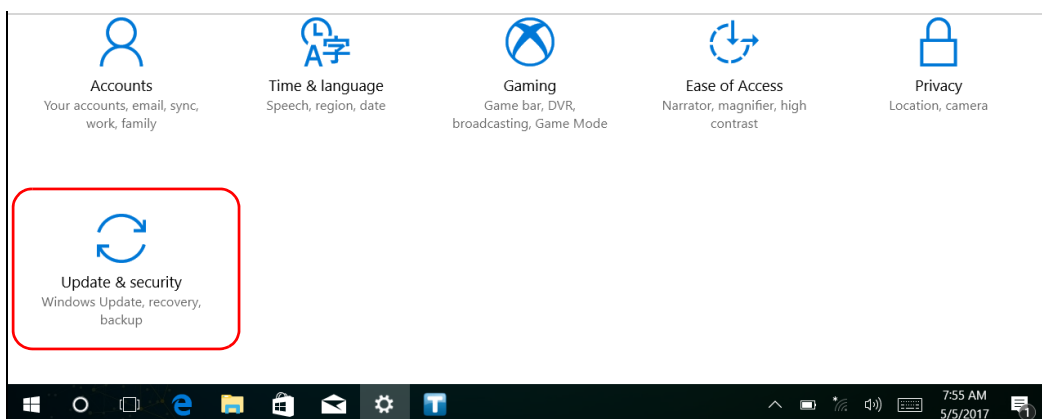 Accounts
Your accounts, email, sync,
work, family
Time & language
Speech, region, date
Gaming
Game bar, DVR,
broadcasting, Game Mode
Ease of Access
Narrator, magnifier, high
contrast
Privacy
Location, camera
Update & security
Windows Update, recovery,
backup
7:55 AM
5/5/2017
1